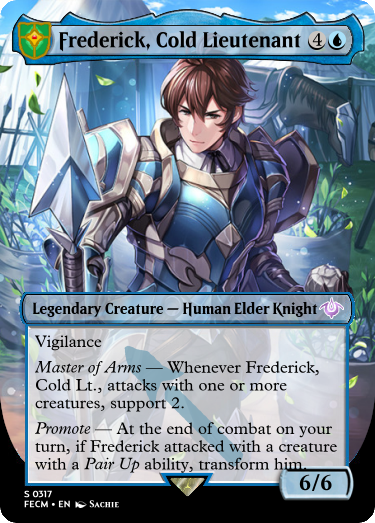 Frederick, Cold Lieutenant 4
Legendary Creature — Human Elder Knight
Vigilance
Master of Arms — Whenever Frederick,
Cold Lt., attacks with one or more
creatures, support 2.
Promote — At the end of combat on your
turn, if Frederick attacked with a creature
with a Pair Up ability, transform him.
6/6
S 0317
FECM • EN Sachie